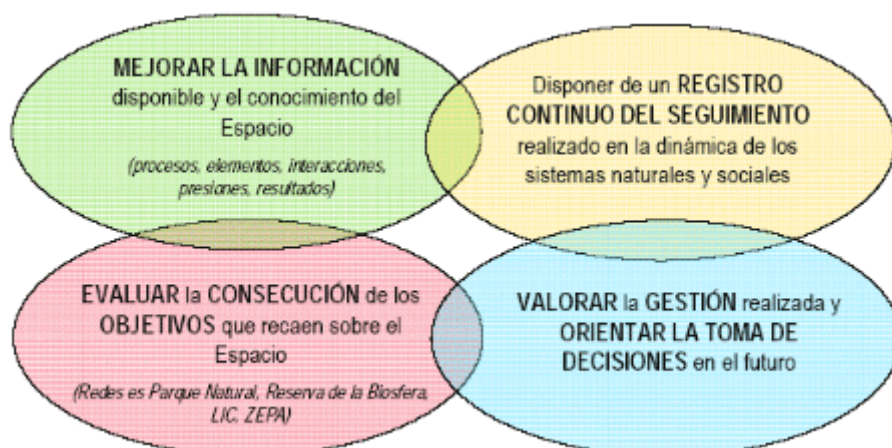 MEJORAR LA INFORMACIÓN
disponible y el conocimiento del
Espacio
(procesos, elementos, interacciones,
presiones, resultados)
Disponer de un REGISTRO
CONTINUO DEL SEGUIMIENTO
realizado en la dinámica de los
sistemas naturales y sociales
EVALUAR la CONSECUCIÓN de los
OBJETIVOS que recaen sobre el
Espacio
(Redes es Parque Natural, Reserva de la Biosfera,
LIC, ZEPA)
VALORAR la GESTIÓN realizada y
ORIENTAR LA TOMA DE
DECISIONES en el futuro